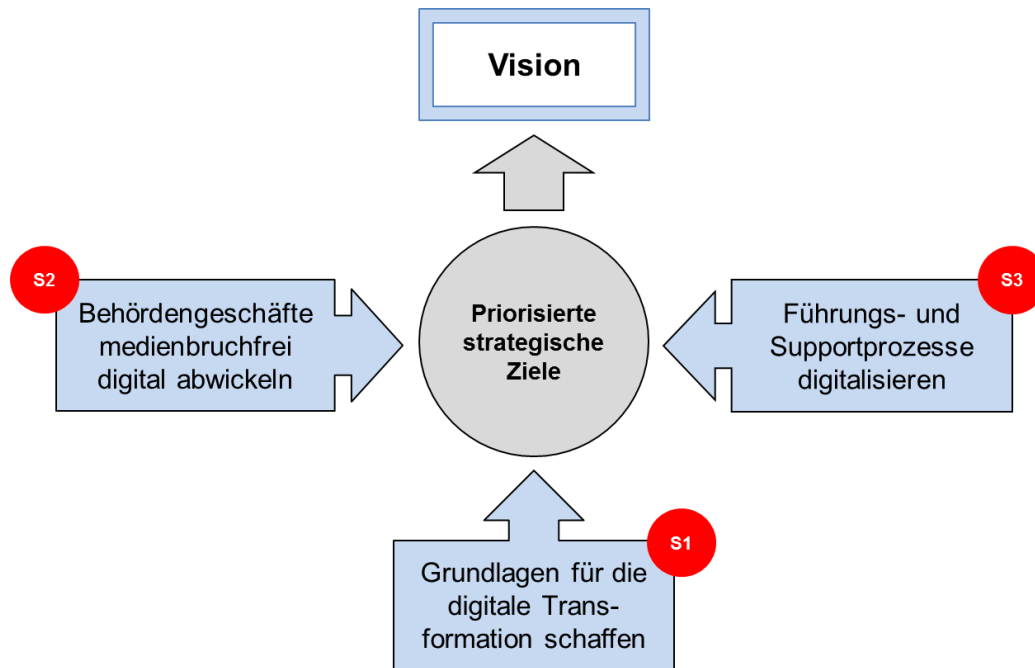 Vision
S2
Behördengeschäfte
medienbruchfrei
digital abwickeln
Priorisierte
strategische
Ziele
S3
Führungs- und
Supportprozesse
digitalisieren
S1
Grundlagen für die
digitale Trans-
formation schaffen